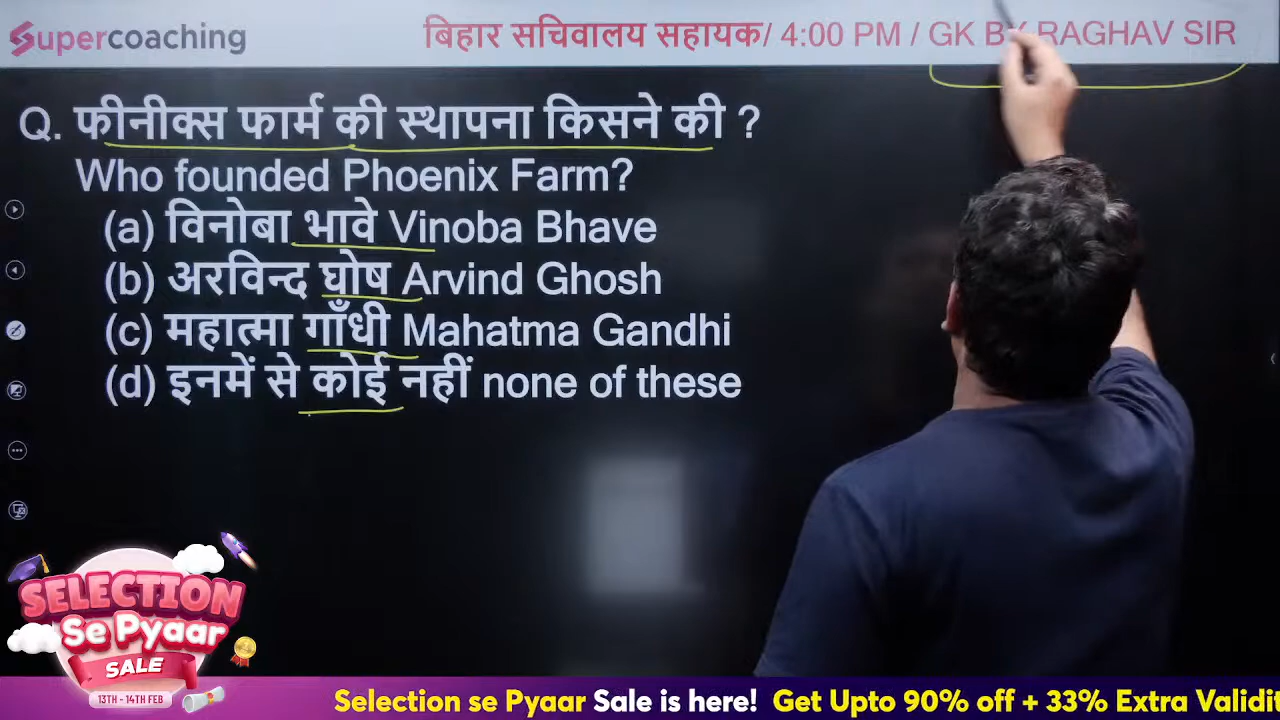 Supercoaching
बिहार सचिवालय सहायक/ 4:00 PM / GK BY RAGHAV SIR
Q. फीनीक्स फार्म की स्थापना किसने की ?
Who founded Phoenix Farm?
(a) विनोबा भावे Vinoba Bhave
(b) अरविन्द घोष Arvind Ghosh
(c) महात्मा गाँधी Mahatma Gandhi
(d) इनमें से कोई नहीं none of these
SELECTION
Se Pyaar
SALE
13TH - 14TH FEB
Selection se Pyaar Sale is here! Get Upto 90% off + 33% Extra